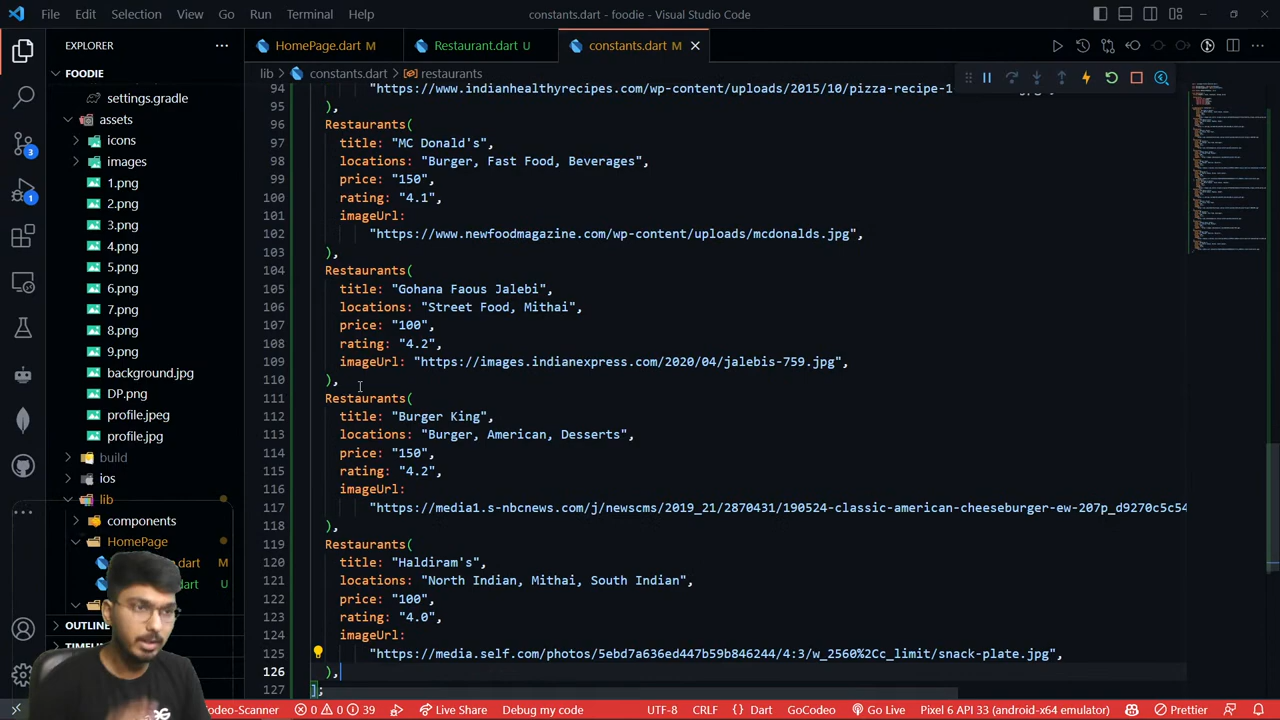 File Edit Selection View Go Run Terminal Help
constants.dart - foodie - Visual Studio Code
EXPLORER
HomePage.dart M
Restaurant.dart U
constants.dart M
FOODIE
lib > constants.dart > restaurants
settings.gradle
assets
icons
images
1.png
2.png
3.png
4.png
5.png
6.png
7.png
8.png
9.png
background.jpg
DP.png
profile.jpeg
profile.jpg
build
ios
lib
components
HomePage
.dart M
dart U
OUTLINE
3
1
94 "https://www.indianhealthyrecipes.com/wp-content/uploads/2015/10/pizza-recipe-1
95 ),
96 Restaurants(
97 title: "MC Donald's",
98 locations: "Burger, Fast Food, Beverages",
99 price: "150",
100 rating: "4.1",
101 imageUrl:
102 "https://www.newfoodmagazine.com/wp-content/uploads/mcdonalds.jpg",
103 ),
104 Restaurants(
105 title: "Gohana Faous Jalebi",
106 locations: "Street Food, Mithai",
107 price: "100",
108 rating: "4.2",
109 imageUrl: "https://images.indianexpress.com/2020/04/jalebis-759.jpg",
110 ),
111 Restaurants(
112 title: "Burger King",
113 locations: "Burger, American, Desserts",
114 price: "150",
115 rating: "4.2",
116 imageUrl:
117 "https://media1.s-nbcnews.com/j/newscms/2019_21/2870431/190524-classic-american-cheeseburger-ew-207p_d9270c5c54
118 ),
119 Restaurants(
120 title: "Haldiram's",
121 locations: "North Indian, Mithai, South Indian",
122 price: "100",
123 rating: "4.0",
124 imageUrl:
125 "https://media.self.com/photos/5ebd7a636ed447b59b846244/4:3/w_2560%2Cc_limit/snack-plate.jpg",
126 ),
127 ];
odeo-Scanner 0 0 39 Live Share Debug my code UTF-8 CRLF {} Dart GoCodeo Go Live Pixel 6 API 33 (android-x64 emulator) Prettier